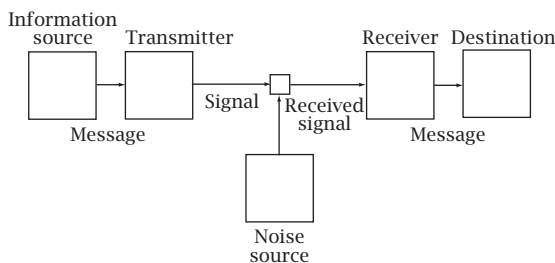 Information
source
Transmitter
Receiver
Destination
Signal
Received
signal
Message
Message
Noise
source